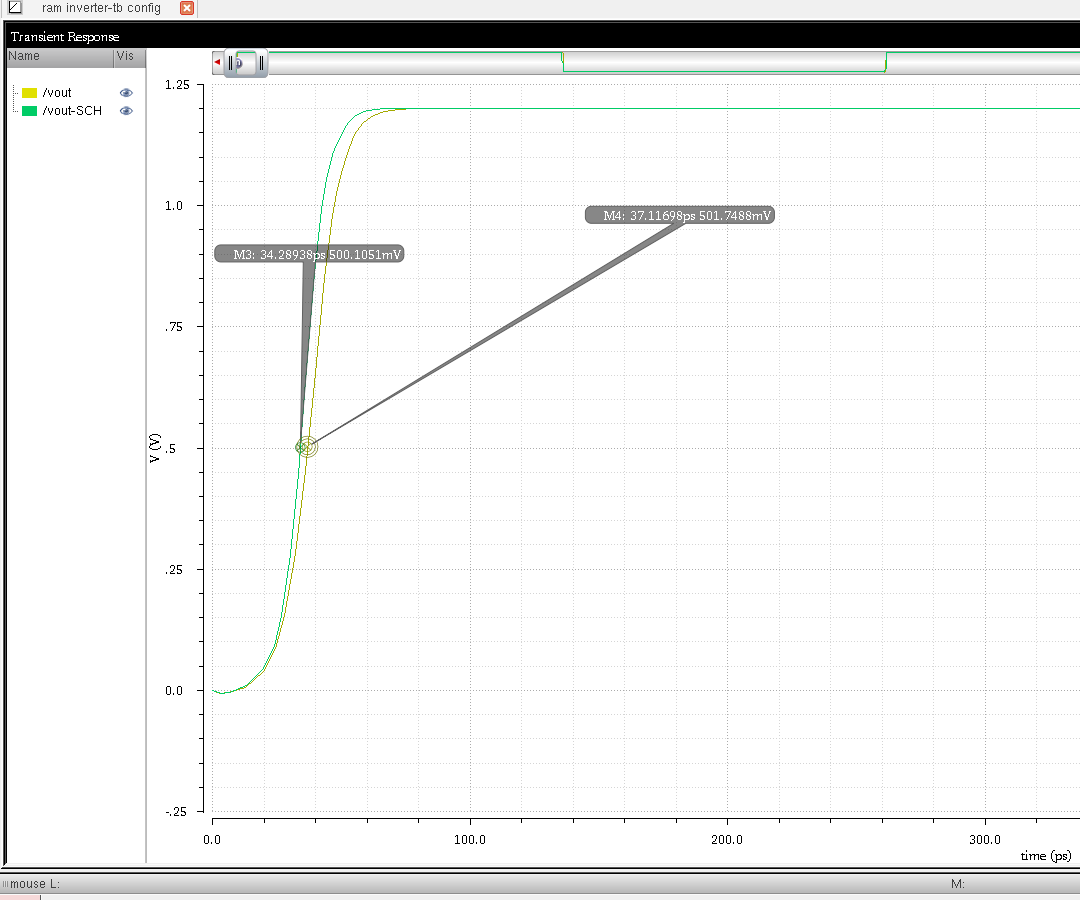 ram inverter-tb config
Transient Response
Name Vis
/vout
/vout-SCH
1.25
1.0
.75
.5
.25
0.0
-.25
V (V)
M4: 37.11698ps 501.7488mV
M3: 34.28938ps 500.1051mV
0.0 100.0 200.0 300.0
time (ps)
mouse L: M: